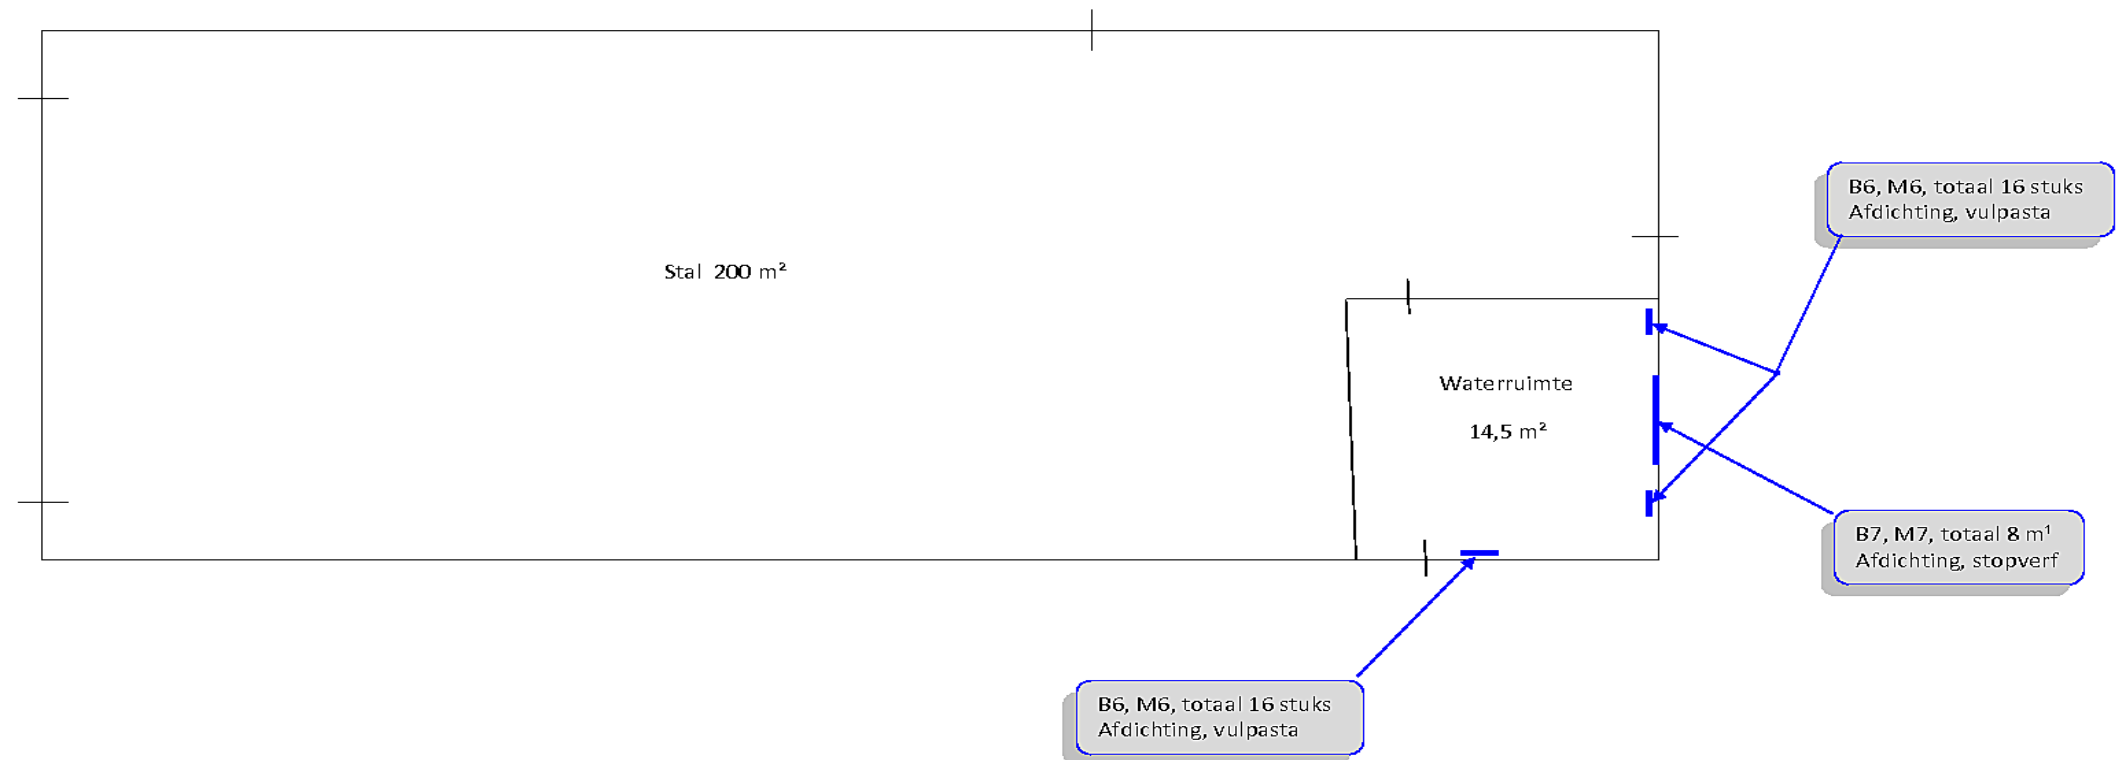 B6, M6, totaal 16 stuks
Afdichting, vulpasta
Stal 200 m²
Waterruimte
14,5 m²
B7, M7, totaal 8 m¹
Afdichting, stopverf
B6, M6, totaal 16 stuks
Afdichting, vulpasta